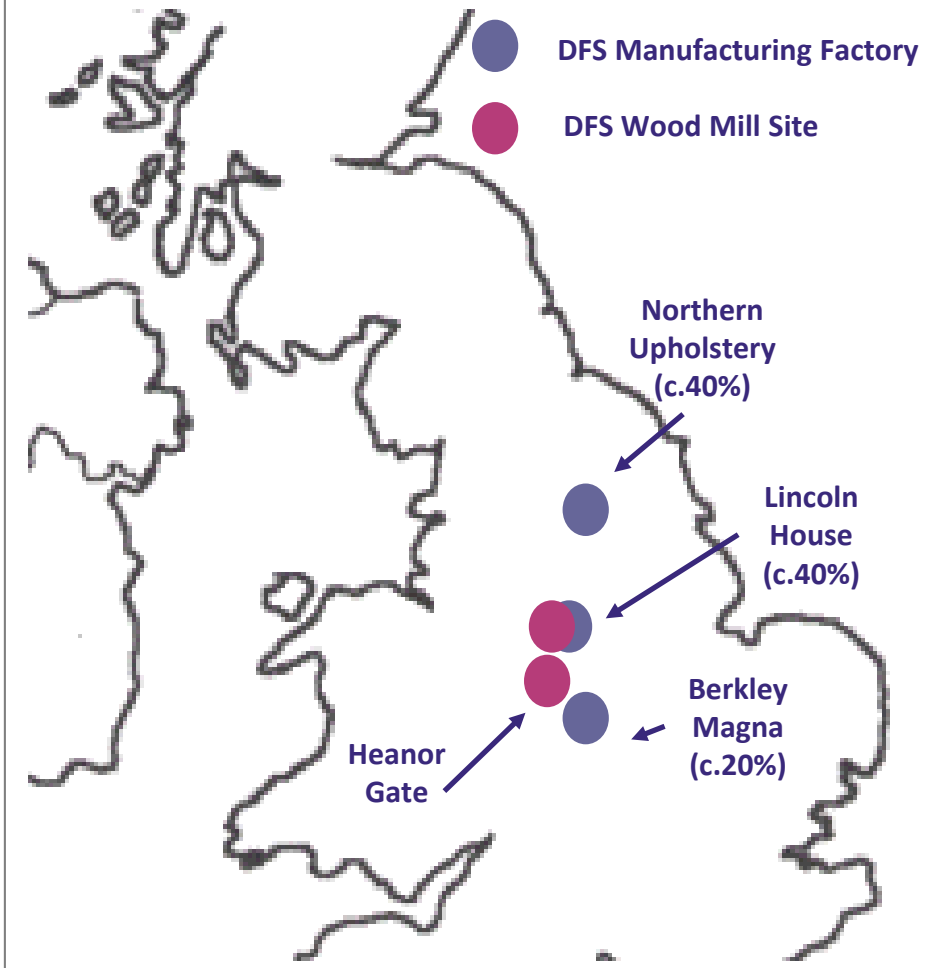 DFS Manufacturing Factory
DFS Wood Mill Site
Northern
Upholstery
(c.40%)
Lincoln
House
(c.40%)
Berkley
Magna
(c.20%)
Heanor
Gate